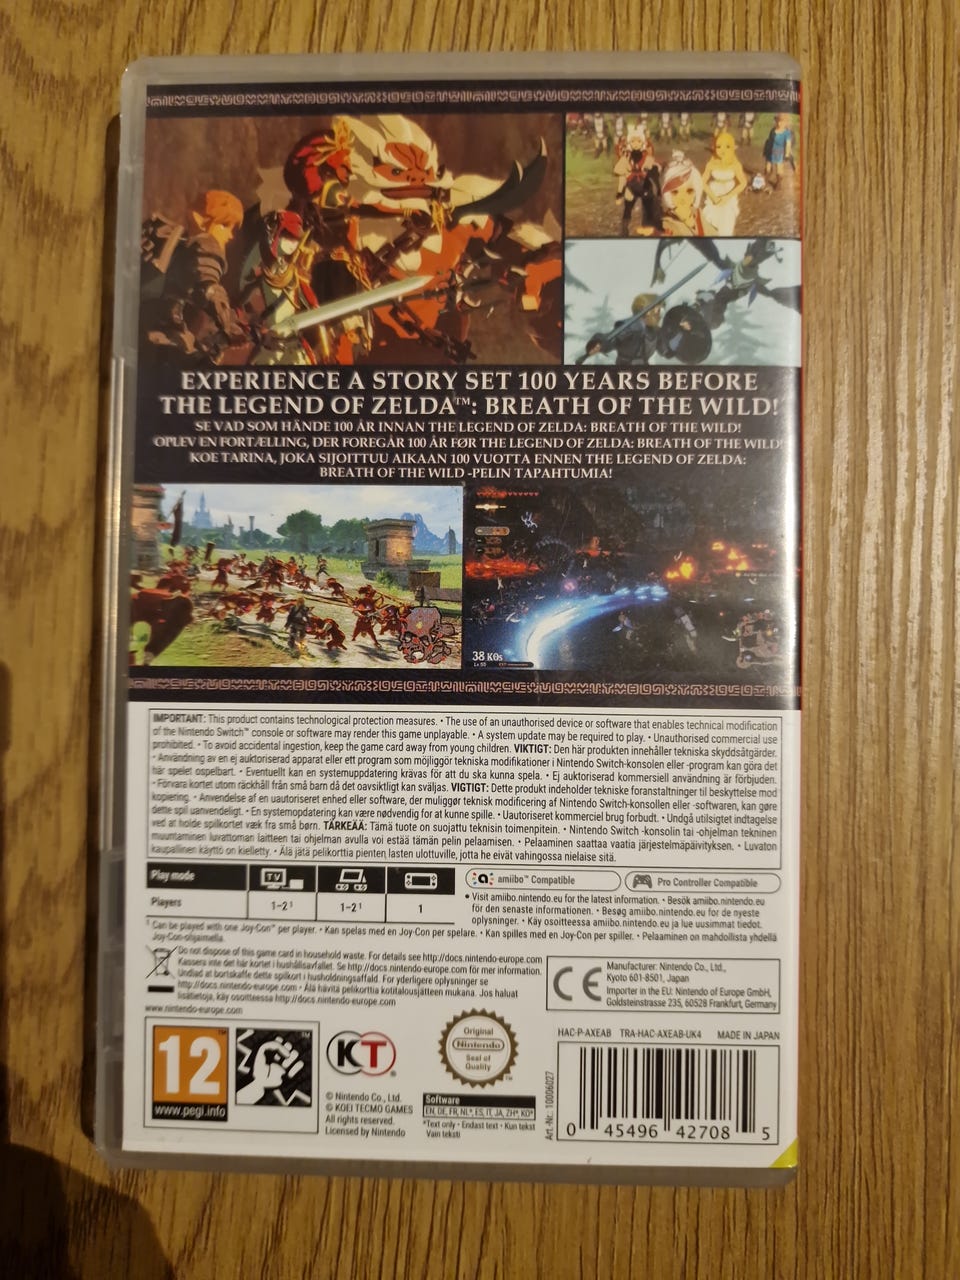 EXPERIENCE A STORY SET 100 YEARS BEFORE
THE LEGEND OF ZELDA™: BREATH OF THE WILD!
SE VAD SOM HÄNDE 100 ÅR INNAN THE LEGEND OF ZELDA: BREATH OF THE WILD!
OPLEV EN FORTÆLLING, DER FOREGÅR 100 ÅR FØR THE LEGEND OF ZELDA: BREATH OF THE WILD!
KOE TARINA, JOKA SIJOITTUU AIKAAN 100 VUOTTA ENNEN THE LEGEND OF ZELDA:
BREATH OF THE WILD -PELIN TAPAHTUMIA!
38 KOs
IMPORTANT: This product contains technological protection measures. • The use of an unauthorised device or software that enables technical modification
of the Nintendo Switch™ console or software may render this game unplayable. • A system update may be required to play. • Unauthorised commercial use
prohibited. • To avoid accidental ingestion, keep the game card away from young children. VIKTIGT: Den här produkten innehåller tekniska skyddsåtgärder.
• Användning av en ej auktoriserad apparat eller ett program som möjliggör tekniska modifikationer i Nintendo Switch-konsolen eller -program kan göra det
här spelet ospelbart. • Eventuellt kan en systemuppdatering krävas för att du ska kunna spela. • Ej auktoriserad kommersiell användning är förbjuden.
• Förvara kortet utom räckhåll från små barn då det oavsiktligt kan sväljas. VIGTIGT: Dette produkt indeholder tekniske foranstaltninger til beskyttelse mod
kopiering. • Anvendelse af en uautoriseret enhed eller software, der muliggør teknisk modificering af Nintendo Switch-konsollen eller -softwaren, kan gøre
dette spil uanvendeligt. • En systemopdatering kan være nødvendig for at kunne spille. • Uautoriseret kommerciel brug forbudt. • Undgå utilsigtet indtagelse
ved at holde spilkortet væk fra små børn. TÄRKEÄÄ: Tämä tuote on suojattu teknisin toimenpitein. • Nintendo Switch -konsolin tai -ohjelman tekninen
muuntaminen luvattoman laitteen tai ohjelman avulla voi estää tämän pelin pelaamisen. • Pelaaminen saattaa vaatia järjestelmäpäivityksen. • Luvaton
kaupallinen käyttö on kielletty. • Älä jätä pelikorttia pienten lasten ulottuville, jotta he eivät vahingossa nielaise sitä.
Play mode TV
Players 1-2¹ 1-2¹ 1
amiibo™ Compatible Pro Controller Compatible
• Visit amiibo.nintendo.eu for the latest information. • Besök amiibo.nintendo.eu
för den senaste informationen. • Besøg amiibo.nintendo.eu for de nyeste
oplysninger. • Käy osoitteessa amiibo.nintendo.eu ja lue uusimmat tiedot.
¹ Can be played with one Joy-Con™ per player. • Kan spelas med en Joy-Con per spelare. • Kan spilles med en Joy-Con per spiller. • Pelaaminen on mahdollista yhdellä
Joy-Con-ohjaimella.
Do not dispose of this game card in household waste. For details see http://docs.nintendo-europe.com
Kassera inte det här kortet i hushållsavfallet. Se http://docs.nintendo-europe.com för mer information.
Undlad at bortskaffe dette spilkort i husholdningsaffald. For yderligere oplysninger se
http://docs.nintendo-europe.com • Älä hävitä pelikorttia kotitalousjätteen mukana. Jos haluat
lisätietoja, käy osoitteessa http://docs.nintendo-europe.com
www.nintendo-europe.com
CE
Manufacturer: Nintendo Co., Ltd.,
Kyoto 601-8501, Japan
Importer in the EU: Nintendo of Europe GmbH,
Goldsteinstrasse 235, 60528 Frankfurt, Germany
12
www.pegi.info
KT
Original
Nintendo
Seal of
Quality
© Nintendo Co., Ltd.
© KOEI TECMO GAMES
All rights reserved.
Licensed by Nintendo
Software
EN, DE, FR, NL*, ES, IT, JA, ZH*, KO*
*Text only • Endast text • Kun tekst
Vain teksti
HAC-P-AXEAB TRA-HAC-AXEAB-UK4 MADE IN JAPAN
Art.-Nr. 10006027
0 45496 42708 5